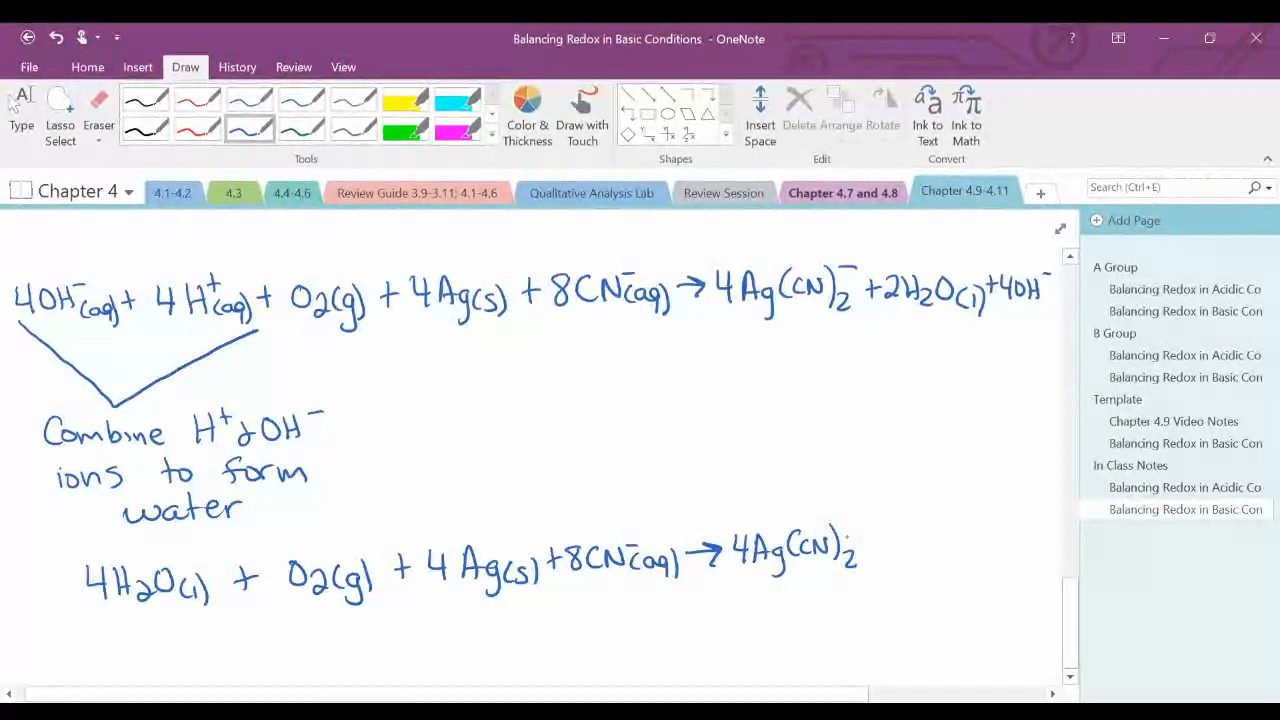 Balancing Redox in Basic Conditions - OneNote
File Home Insert Draw History Review View
Type
Lasso Select
Eraser
Color & Thickness
Draw with Touch
Insert Space
Delete
Arrange
Rotate
Ink to Text
Ink to Math
Tools
Shapes
Edit
Convert
Chapter 4
4.1-4.2
4.3
4.4-4.6
Review Guide 3.9-3.11; 4.1-4.6
Qualitative Analysis Lab
Review Session
Chapter 4.7 and 4.8
Chapter 4.9-4.11
Search (Ctrl+E)
Add Page
A Group
Balancing Redox in Acidic Co
Balancing Redox in Basic Con
B Group
Balancing Redox in Acidic Co
Balancing Redox in Basic Con
Template
Chapter 4.9 Video Notes
Balancing Redox in Basic Con
In Class Notes
Balancing Redox in Acidic Co
Balancing Redox in Basic Con
4OH⁻(aq) + 4H⁺(aq) + O₂(g) + 4Ag(s) + 8CN⁻(aq) → 4Ag(CN)₂⁻ + 2H₂O(l) + 4OH⁻
Combine H⁺ & OH⁻
ions to form
water
4H₂O(l) + O₂(g) + 4Ag(s) + 8CN⁻(aq) → 4Ag(CN)₂